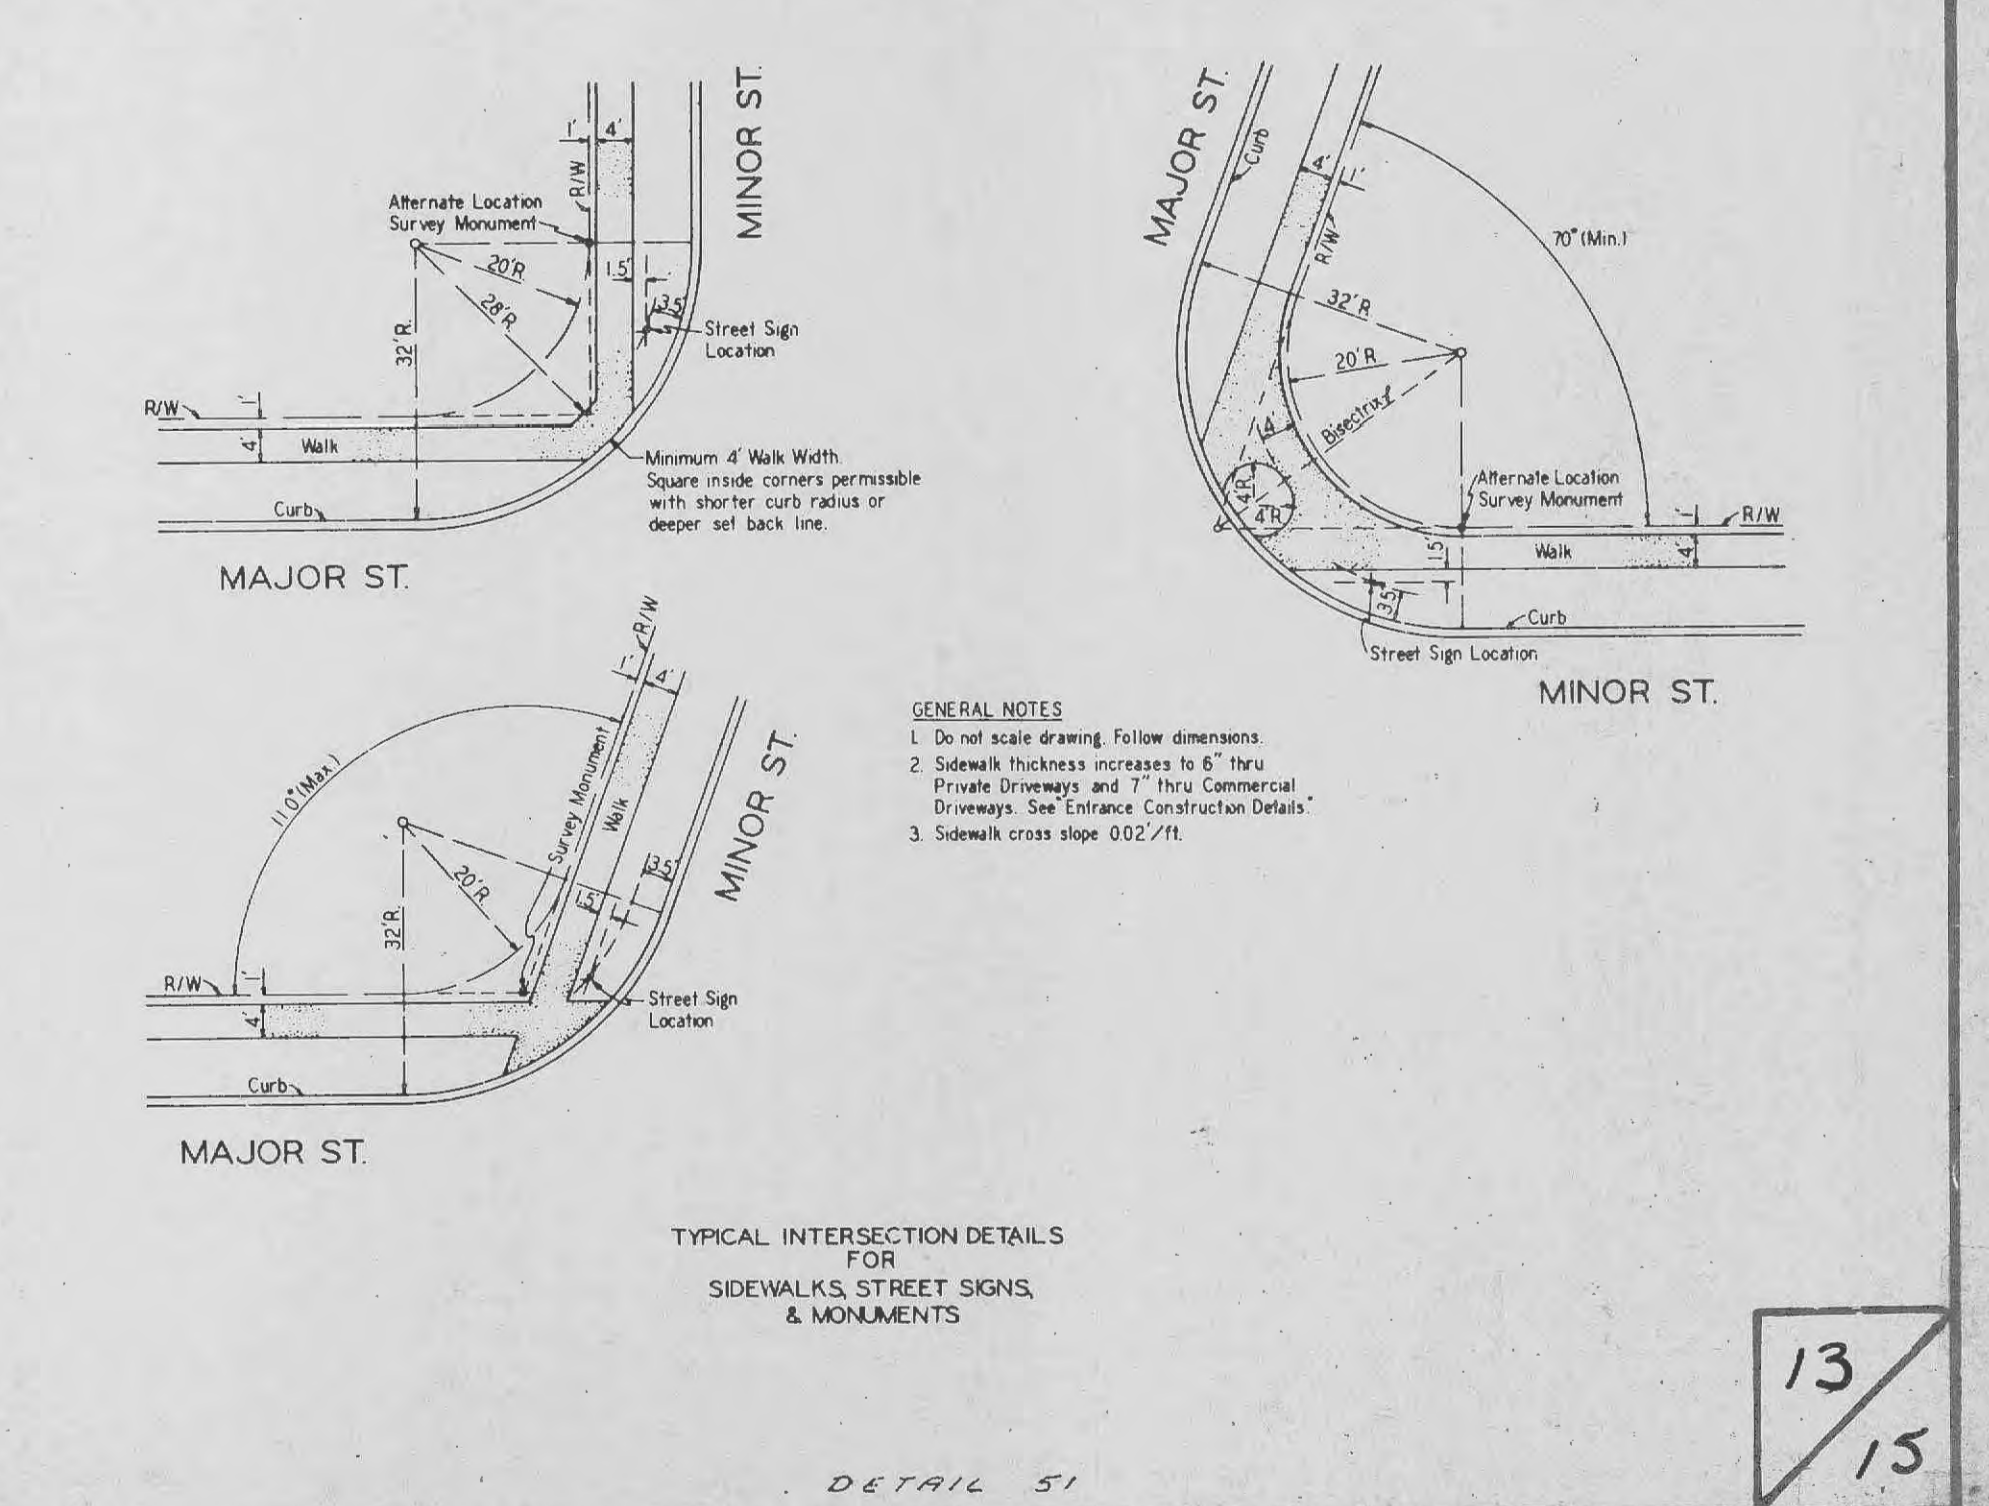 MINOR ST.
1'
4'
R/W
Alternate Location
Survey Monument
20'R.
28'R.
32'R.
1.5'
3.5'
Street Sign
Location
R/W
1'
4'
Walk
Curb
Minimum 4' Walk Width.
Square inside corners permissible
with shorter curb radius or
deeper set back line.
MAJOR ST.
MAJOR ST.
Curb
4'
1'
R/W
70° (Min.)
32'R
20'R
Bisectrix
4'
4'R
4'R
Alternate Location
Survey Monument
1'
R/W
1.5'
Walk
4'
3.5'
Curb
Street Sign Location
MINOR ST.
R/W
1'
4'
110° (Max.)
Survey Monument
Walk
MINOR ST.
20'R.
32'R.
1.5'
3.5'
R/W
1'
4'
Street Sign
Location
Curb
MAJOR ST.
GENERAL NOTES
1. Do not scale drawing. Follow dimensions.
2. Sidewalk thickness increases to 6" thru
Private Driveways and 7" thru Commercial
Driveways. See "Entrance Construction Details."
3. Sidewalk cross slope 0.02'/ft.
TYPICAL INTERSECTION DETAILS
FOR
SIDEWALKS, STREET SIGNS,
& MONUMENTS
13
15
DETAIL 51